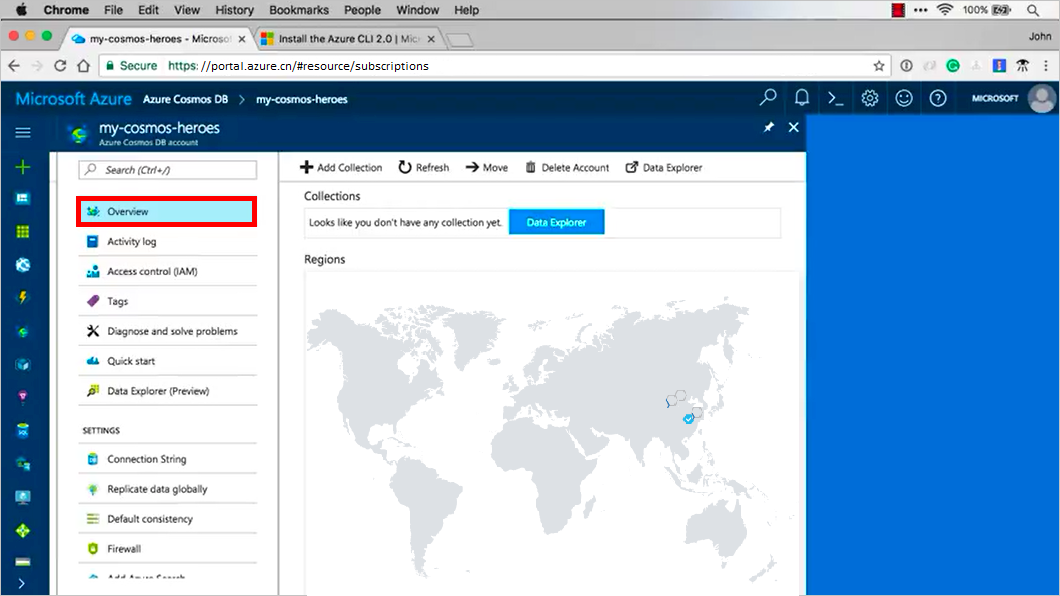 Chrome File Edit View History Bookmarks People Window Help 100%
my-cosmos-heroes - Microsof Install the Azure CLI 2.0 | Mic John
Secure https://portal.azure.cn/#resource/subscriptions
Microsoft Azure Azure Cosmos DB > my-cosmos-heroes MICROSOFT
my-cosmos-heroes
Azure Cosmos DB account
Search (Ctrl+/)
Add Collection Refresh Move Delete Account Data Explorer
Overview
Activity log
Access control (IAM)
Tags
Diagnose and solve problems
Quick start
Data Explorer (Preview)
SETTINGS
Connection String
Replicate data globally
Default consistency
Firewall
Add Azure Search
Collections
Looks like you don't have any collection yet. Data Explorer
Regions